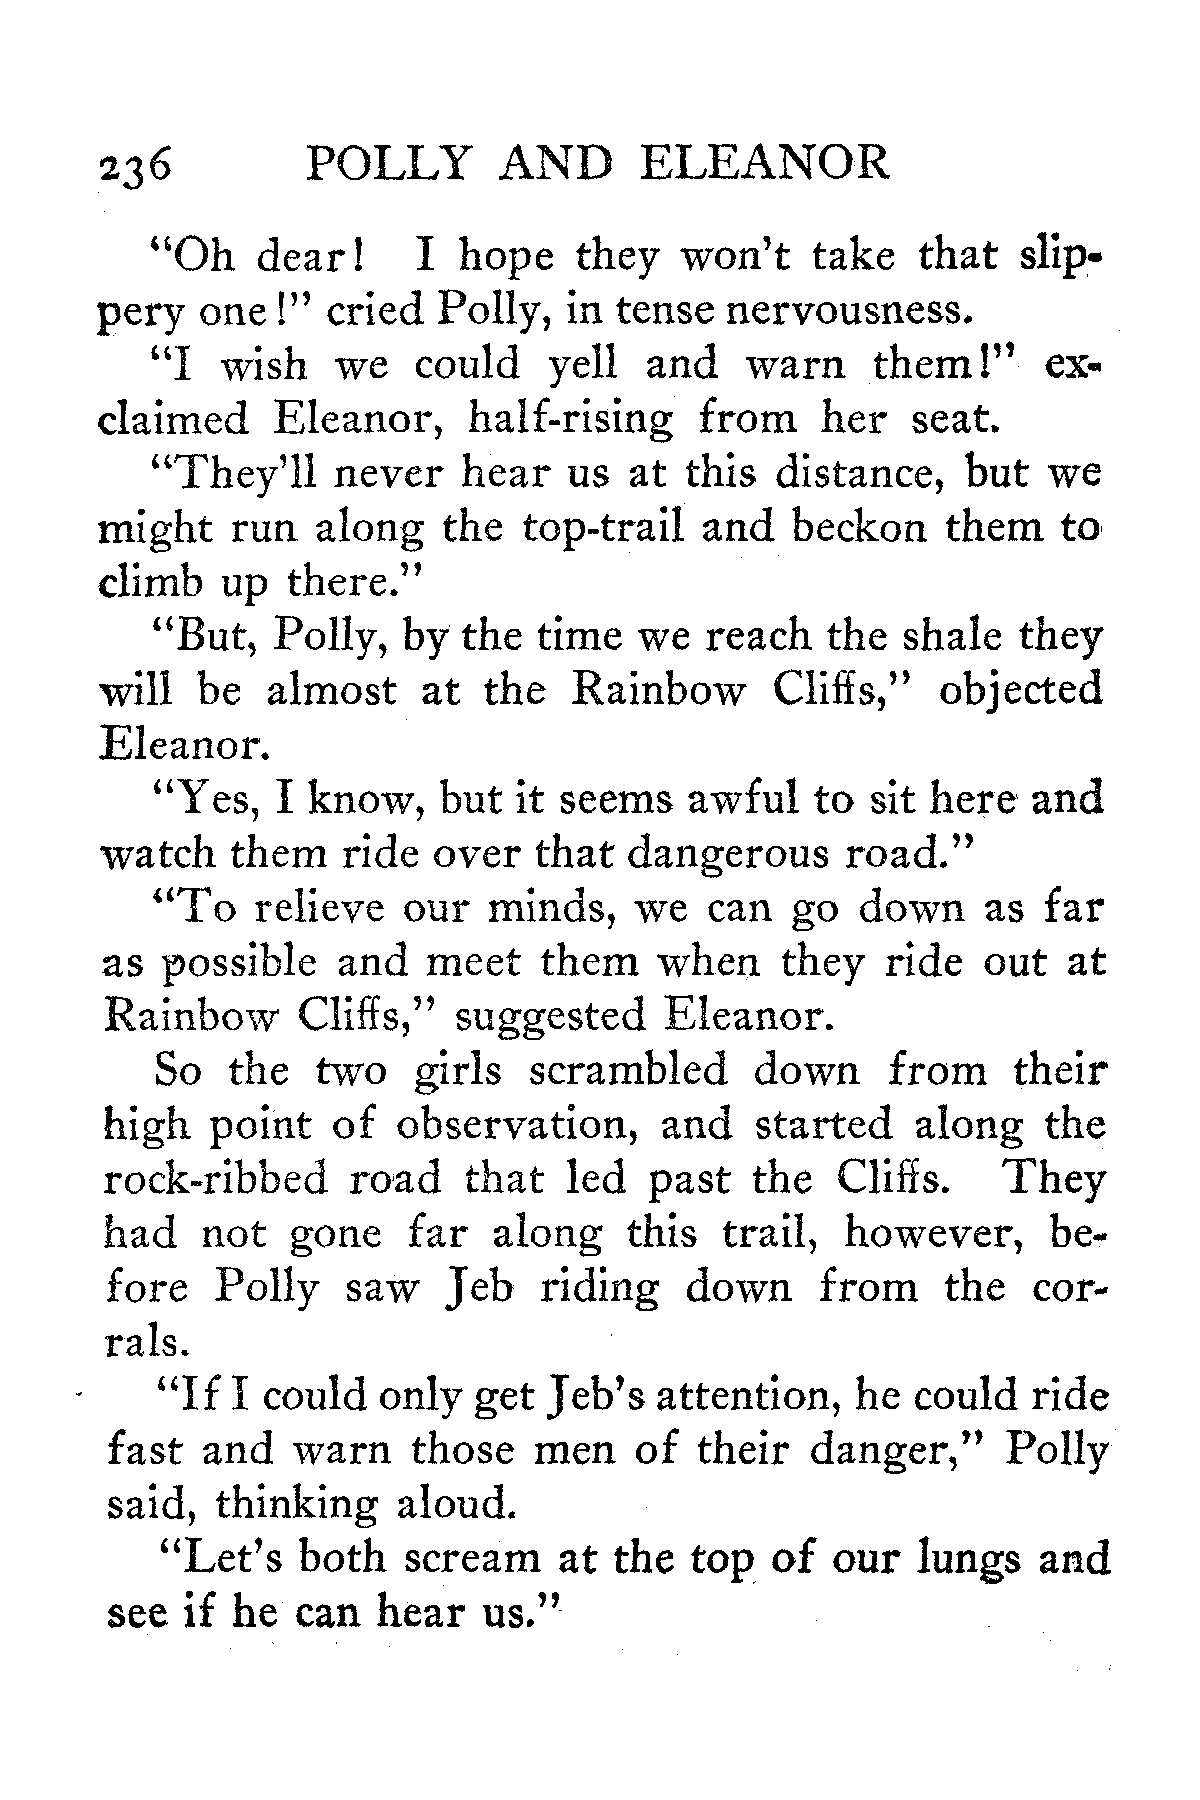 236 POLLY AND ELEANOR
“Oh dear! I hope they won’t take that slip-
pery one!” cried Polly, in tense nervousness.
“I wish we could yell and warn them!” ex-
claimed Eleanor, half-rising from her seat.
“They’ll never hear us at this distance, but we
might run along the top-trail and beckon them to
climb up there.”
“But, Polly, by the time we reach the shale they
will be almost at the Rainbow Cliffs,” objected
Eleanor.
“Yes, I know, but it seems awful to sit here and
watch them ride over that dangerous road.”
“To relieve our minds, we can go down as far
as possible and meet them when they ride out at
Rainbow Cliffs,” suggested Eleanor.
So the two girls scrambled down from their
high point of observation, and started along the
rock-ribbed road that led past the Cliffs. They
had not gone far along this trail, however, be-
fore Polly saw Jeb riding down from the cor-
rals.
“If I could only get Jeb’s attention, he could ride
fast and warn those men of their danger,” Polly
said, thinking aloud.
“Let’s both scream at the top of our lungs and
see if he can hear us.”